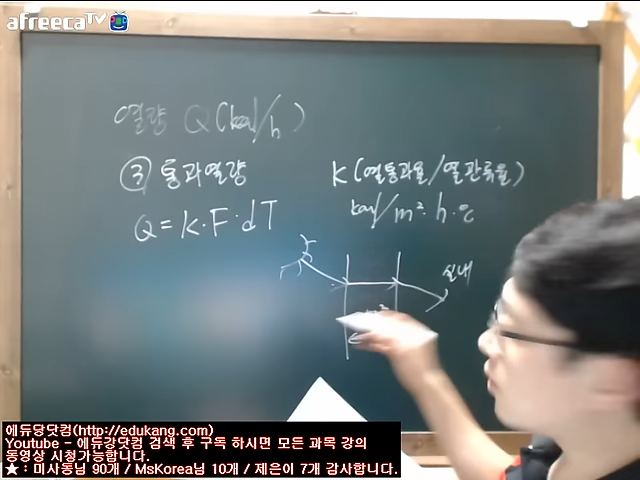 afreecaTV
열량 Q(kcal/h)
③ 통과열량
K(열통과율/열관류율)
Q=K·F·dT
kcal/m²·h·℃
실내
에듀강닷컴(http://edukang.com)
Youtube - 에듀강닷컴 검색 후 구독 하시면 모든 과목 강의
동영상 시청가능합니다.
★ : 미사동님 90개 / MsKorea님 10개 / 제은이 7개 감사합니다.